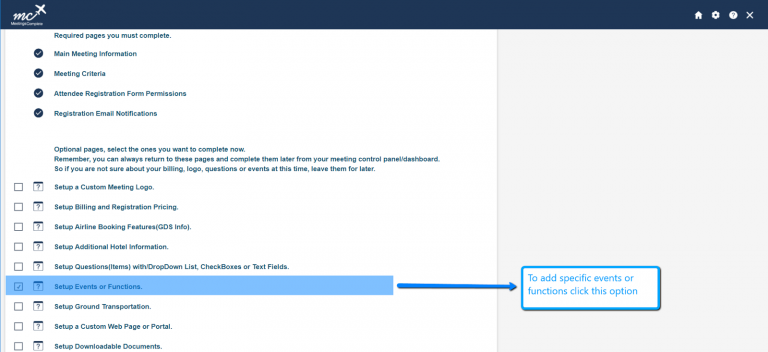 mc
MeetingsCompass
Required pages you must complete.
Main Meeting Information
Meeting Criteria
Attendee Registration Form Permissions
Registration Email Notifications
Optional pages, select the ones you want to complete now.
Remember, you can always return to these pages and complete them later from your meeting control panel/dashboard.
So if you are not sure about your billing, logo, questions or events at this time, leave them for later.
? Setup a Custom Meeting Logo.
? Setup Billing and Registration Pricing.
? Setup Airline Booking Features(GDS Info).
? Setup Additional Hotel Information.
? Setup Questions(Items) with/DropDown List, CheckBoxes or Text Fields.
? Setup Events or Functions.
To add specific events or
functions click this option
? Setup Ground Transportation.
? Setup a Custom Web Page or Portal.
? Setup Downloadable Documents.